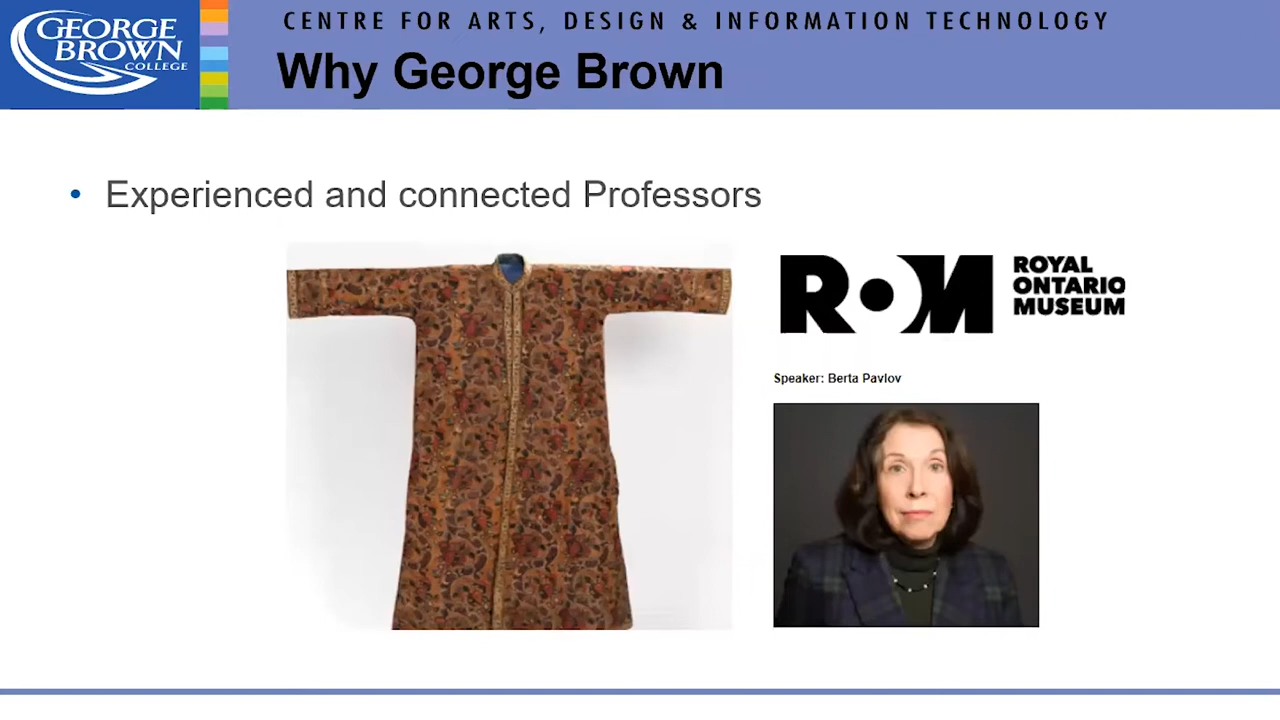 GEORGE
BROWN
COLLEGE
CENTRE FOR ARTS, DESIGN & INFORMATION TECHNOLOGY
Why George Brown
• Experienced and connected Professors
ROM
ROYAL
ONTARIO
MUSEUM
Speaker: Berta Pavlov